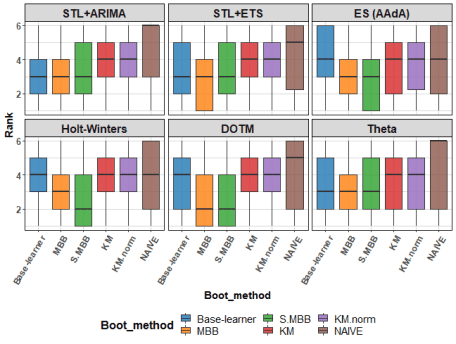 STL+ARIMA STL+ETS ES (AAdA)
6
4
2
Holt-Winters DOTM Theta
6
4
2
Rank
Base-learner MBB S.MBB KM KM.norm NAIVE Base-learner MBB S.MBB KM KM.norm NAIVE Base-learner MBB S.MBB KM KM.norm NAIVE
Boot_method
Boot_method Base-learner S.MBB KM.norm
MBB KM NAIVE